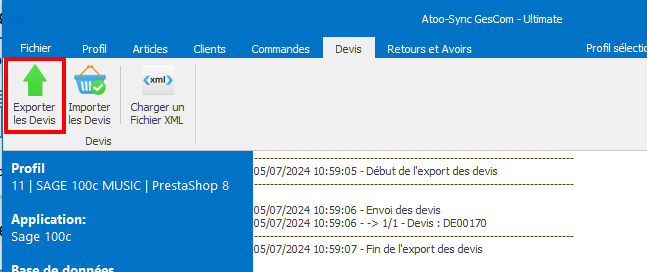 Atoo-Sync GesCom - Ultimate
Fichier Profil Articles Clients Commandes Devis Retours et Avoirs Profil sélectio
<xml>
Exporter les Devis
Importer les Devis
Charger un Fichier XML
Devis
Profil
11 | SAGE 100c MUSIC | PrestaShop 8
Application:
Sage 100c
Base de données
05/07/2024 10:59:05 - Début de l'export des devis
05/07/2024 10:59:06 - Envoi des devis
05/07/2024 10:59:06 - -> 1/1 - Devis : DE00170
05/07/2024 10:59:07 - Fin de l'export des devis